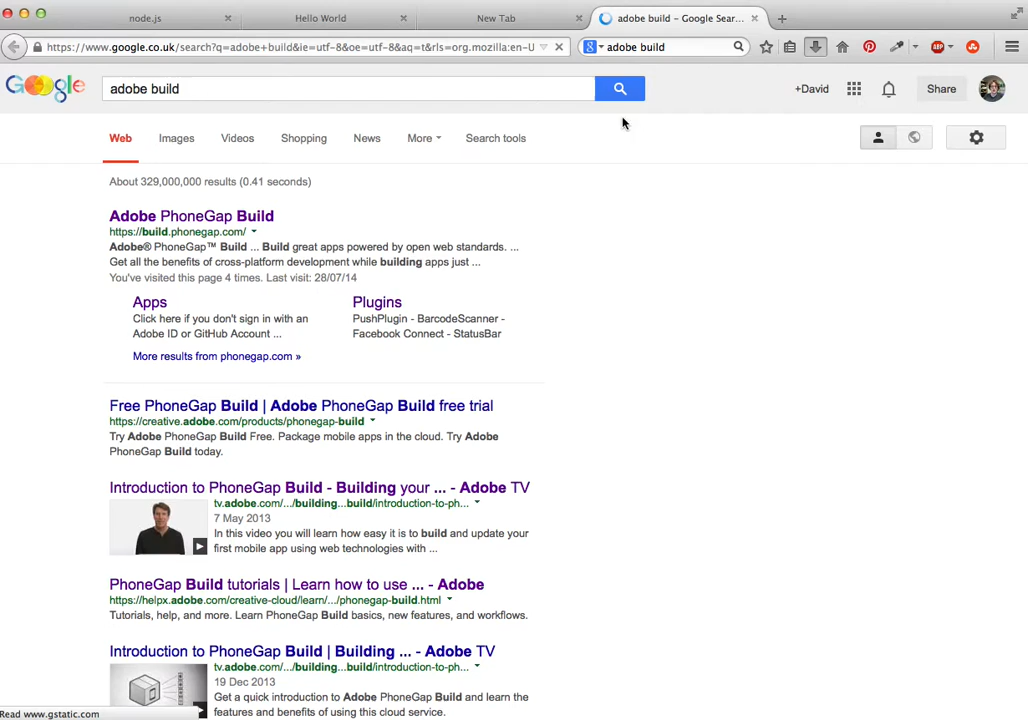 node.js
Hello World
New Tab
adobe build – Google Sear...
https://www.google.co.uk/search?q=adobe+build&ie=utf-8&oe=utf-8&aq=t&rls=org.mozilla:en-U
adobe build
ABP
Google
adobe build
+David
Share
Web
Images
Videos
Shopping
News
More
Search tools
About 329,000,000 results (0.41 seconds)
Adobe PhoneGap Build
https://build.phonegap.com/
Adobe® PhoneGap™ Build ... Build great apps powered by open web standards. ...
Get all the benefits of cross-platform development while building apps just ...
You've visited this page 4 times. Last visit: 28/07/14
Apps
Click here if you don't sign in with an
Adobe ID or GitHub Account ...
Plugins
PushPlugin - BarcodeScanner -
Facebook Connect - StatusBar
More results from phonegap.com »
Free PhoneGap Build | Adobe PhoneGap Build free trial
https://creative.adobe.com/products/phonegap-build
Try Adobe PhoneGap Build Free. Package mobile apps in the cloud. Try Adobe
PhoneGap Build today.
Introduction to PhoneGap Build - Building your ... - Adobe TV
tv.adobe.com/.../building...build/introduction-to-ph...
7 May 2013
In this video you will learn how easy it is to build and update your
first mobile app using web technologies with ...
PhoneGap Build tutorials | Learn how to use ... - Adobe
https://helpx.adobe.com/creative-cloud/learn/.../phonegap-build.html
Tutorials, help, and more. Learn PhoneGap Build basics, new features, and workflows.
Introduction to PhoneGap Build | Building ... - Adobe TV
tv.adobe.com/.../building...build/introduction-to-ph...
19 Dec 2013
Get a quick introduction to Adobe PhoneGap Build and learn the
features and benefits of using this cloud service.
Read www.gstatic.com